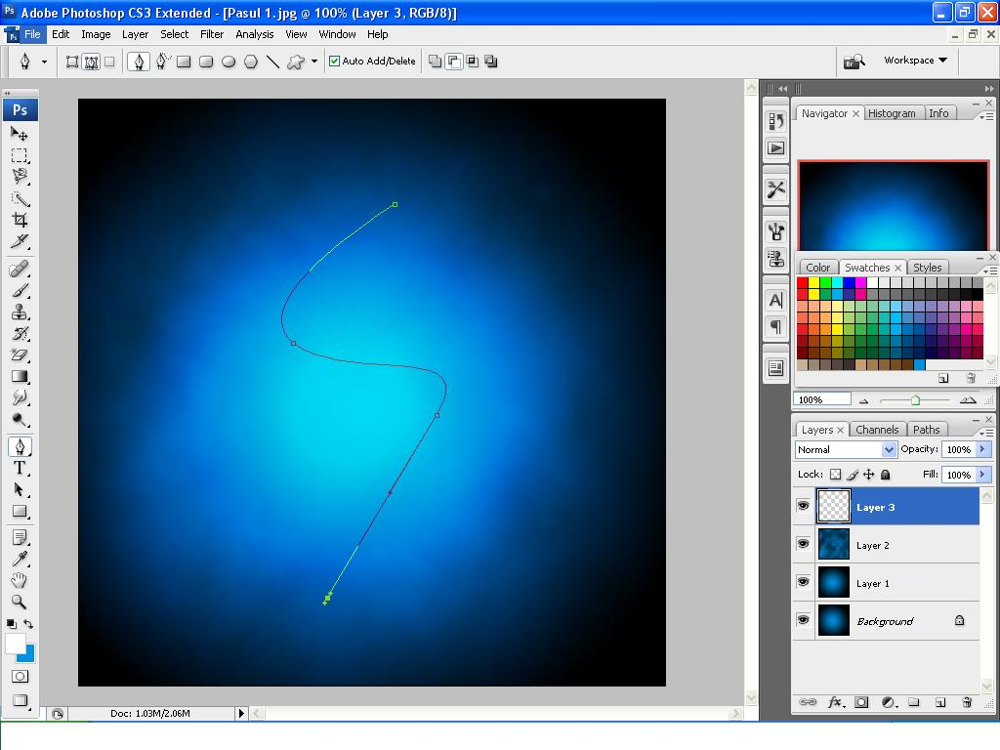 Adobe Photoshop CS3 Extended - [Pasul 1.jpg @ 100% (Layer 3, RGB/8)]
File Edit Image Layer Select Filter Analysis View Window Help
Auto Add/Delete
Br
Workspace
Ps
Navigator Histogram Info
Color Swatches Styles
100%
Layers Channels Paths
Normal Opacity: 100%
Lock: Fill: 100%
Layer 3
Layer 2
Layer 1
Background
Doc: 1.03M/2.06M